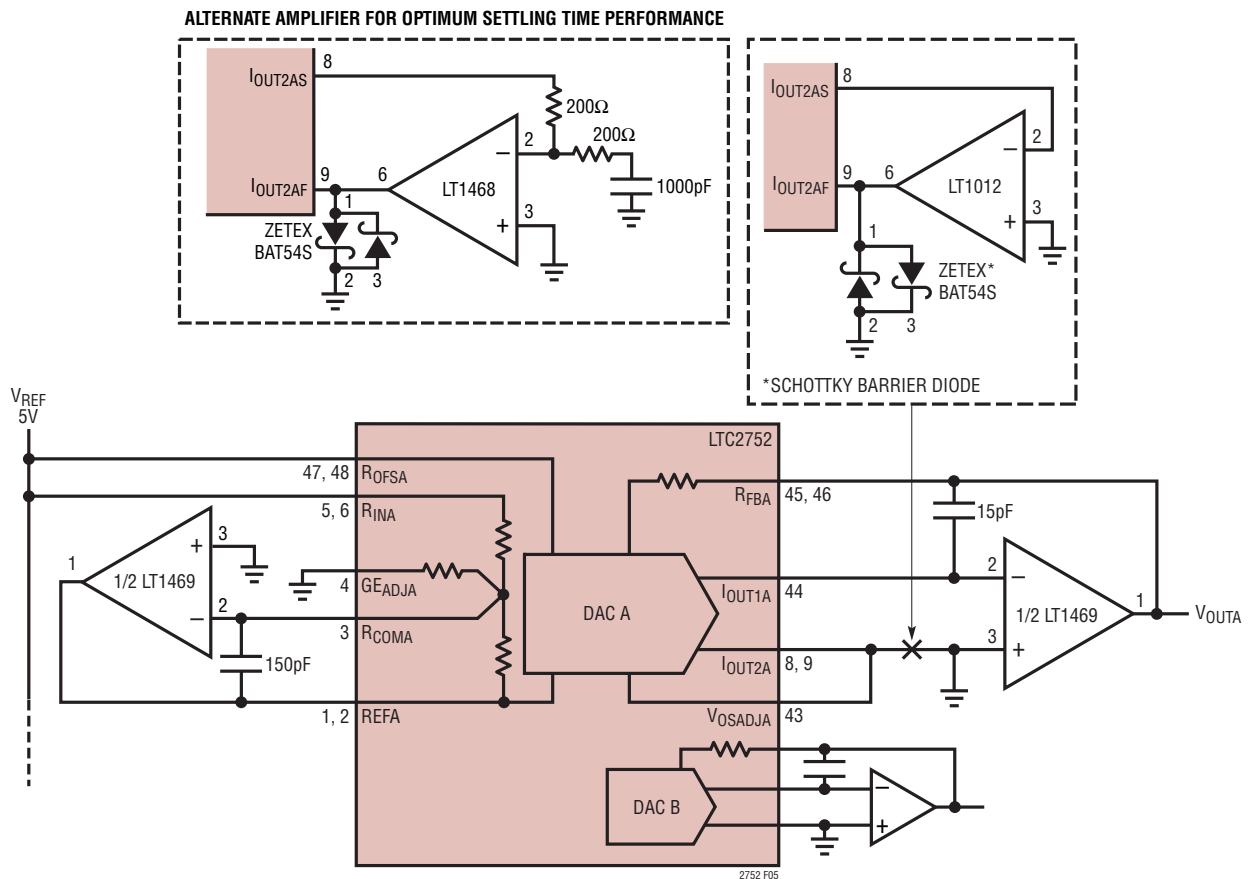 ALTERNATE AMPLIFIER FOR OPTIMUM SETTLING TIME PERFORMANCE
IOUT2AS
8
200Ω
200Ω
2
−
1000pF
LT1468
IOUT2AF
9
6
+
3
1
ZETEX
BAT54S
2
3
IOUT2AS
8
2
−
IOUT2AF
9
6
LT1012
+
3
1
ZETEX*
BAT54S
2
3
*SCHOTTKY BARRIER DIODE
VREF
5V
LTC2752
47, 48
ROFSA
5, 6
RINA
RFBA
45, 46
15pF
3
+
1
1/2 LT1469
−
2
4
GEADJA
3
RCOMA
150pF
1, 2
REFA
DAC A
IOUT1A
44
2
−
1/2 LT1469
1
VOUTA
3
+
IOUT2A
8, 9
VOSADJA
43
DAC B
−
+
2752 F05